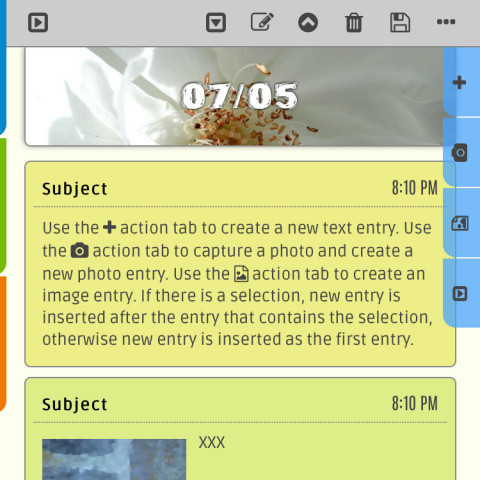 07/05
Subject 8:10 PM
Use the action tab to create a new text entry. Use
the action tab to capture a photo and create a
new photo entry. Use the action tab to create an
image entry. If there is a selection, new entry is
inserted after the entry that contains the selection,
otherwise new entry is inserted as the first entry.
Subject 8:10 PM
XXX